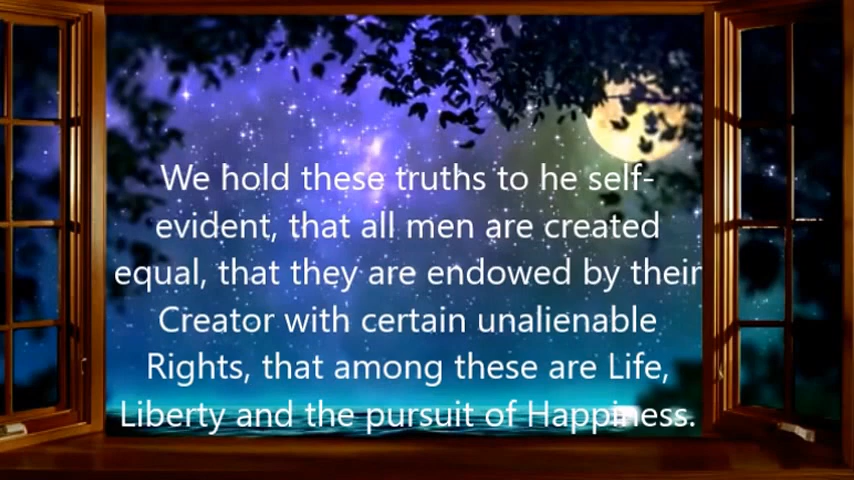 We hold these truths to he self-
evident, that all men are created
equal, that they are endowed by their
Creator with certain unalienable
Rights, that among these are Life,
Liberty and the pursuit of Happiness.